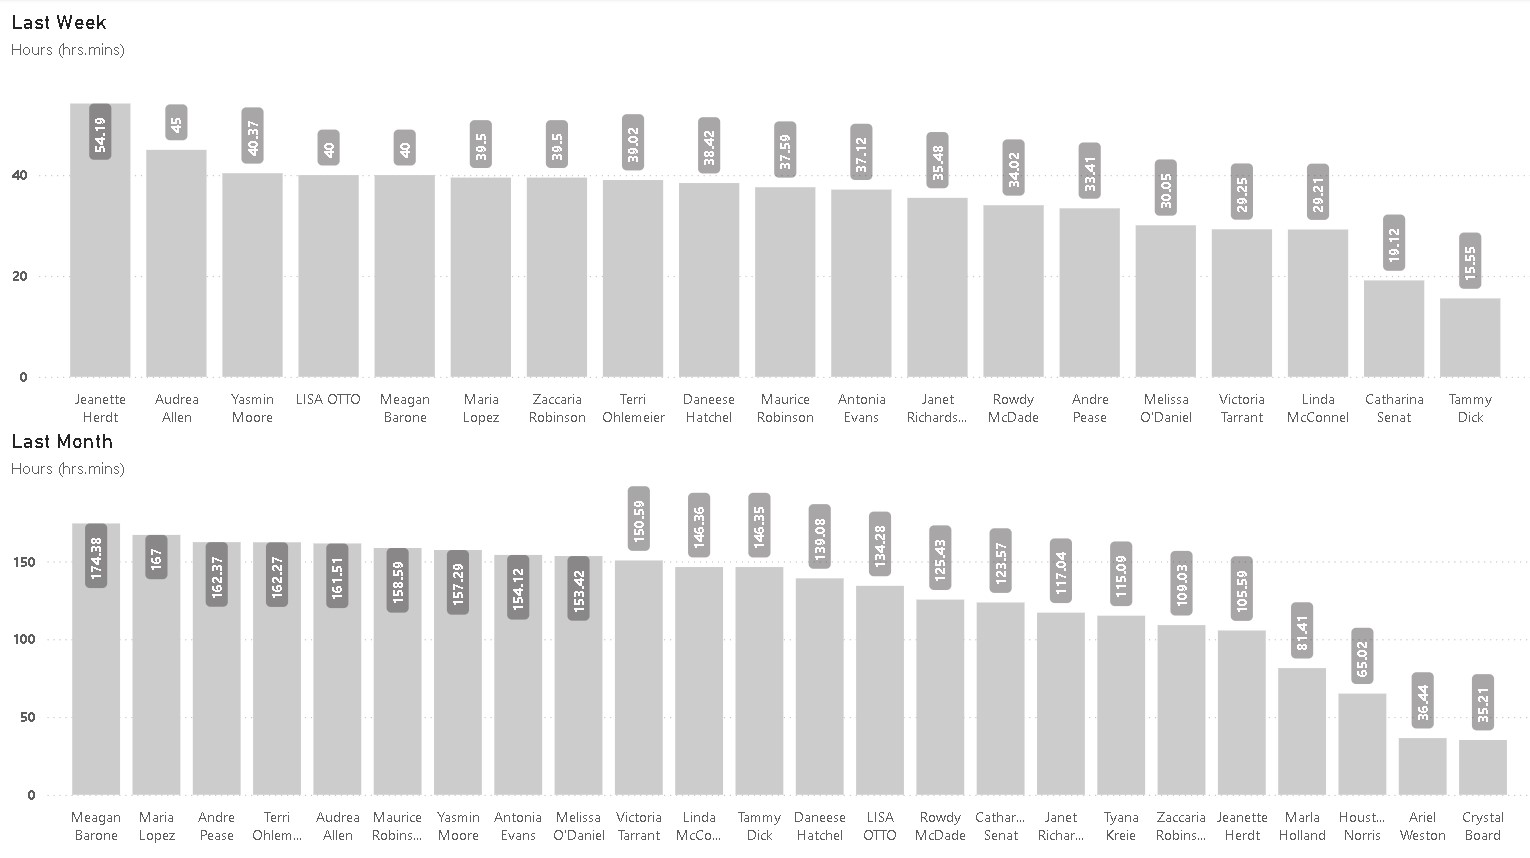 Last Week
Hours (hrs.mins)
54.19 45 40.37 40 40 39.5 39.5 39.02 38.42 37.59 37.12 35.48 34.02 33.41 30.05 29.25 29.21 19.12 15.55
40
20
0
Jeanette Audrea Yasmin LISA OTTO Meagan Maria Zaccaria Terri Daneese Maurice Antonia Janet Rowdy Andre Melissa Victoria Linda Catharina Tammy
Herdt Allen Moore Barone Lopez Robinson Ohlemeier Hatchel Robinson Evans Richards... McDade Pease O'Daniel Tarrant McConnel Senat Dick
Last Month
Hours (hrs.mins)
174.38 167 162.37 162.27 161.51 158.59 157.29 154.12 153.42 150.59 146.36 146.35 139.08 134.28 125.43 123.57 117.04 115.09 109.03 105.59 81.41 65.02 36.44 35.21
150
100
50
0
Meagan Maria Andre Terri Audrea Maurice Yasmin Antonia Melissa Victoria Linda Tammy Daneese LISA Rowdy Cathar... Janet Tyana Zaccaria Jeanette Marla Houst... Ariel Crystal
Barone Lopez Pease Ohlem... Allen Robins... Moore Evans O'Daniel Tarrant McCo... Dick Hatchel OTTO McDade Senat Richar... Kreie Robins... Herdt Holland Norris Weston Board